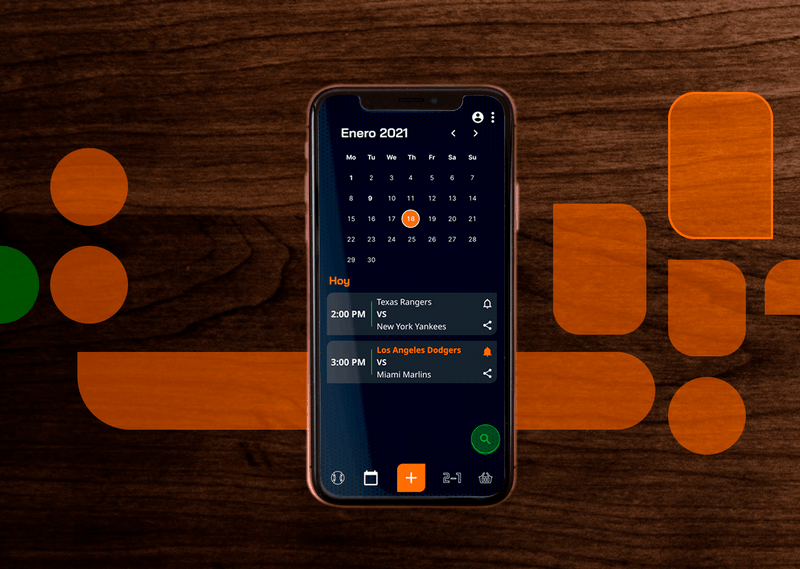 Enero 2021
Mo Tu We Th Fr Sa Su
1 2 3 4 5 6 7
8 9 10 11 12 13 14
15 16 17 18 19 20 21
22 23 24 25 26 27 28
29 30
Hoy
2:00 PM
Texas Rangers
VS
New York Yankees
3:00 PM
Los Angeles Dodgers
VS
Miami Marlins
2-1